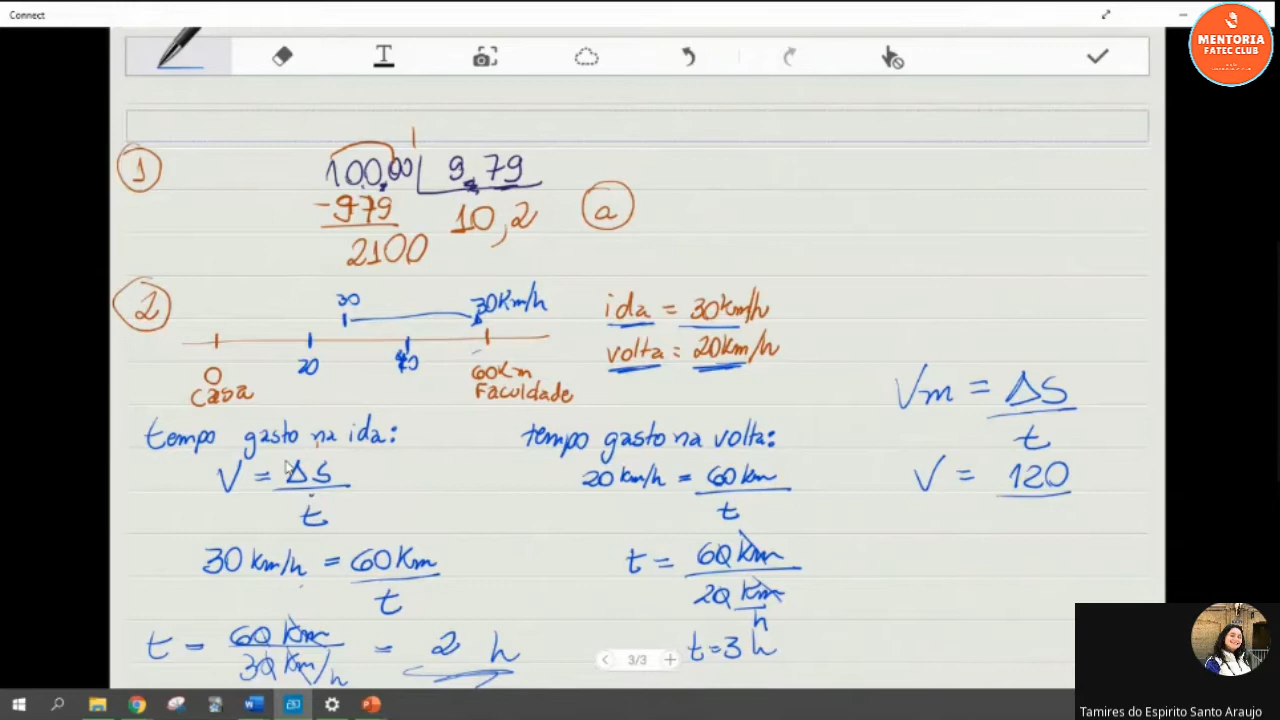 Connect
MENTORIA
FATEC CLUB
T
1
100,00 9,79
-979 10,2 a
2100
2
30 30Km/h
ida = 30km/h
volta = 20km/h
0 20 40 60Km
Casa Faculdade
tempo gasto na ida:
V = ΔS
t
30 km/h = 60 Km
t
t = 60 Km = 2 h
30 Km/h
tempo gasto na volta:
20 km/h = 60 km
t
t = 60 km
20 km
h
t=3 h
Vm = ΔS
t
V = 120
3/3
Tamires do Espirito Santo Araujo